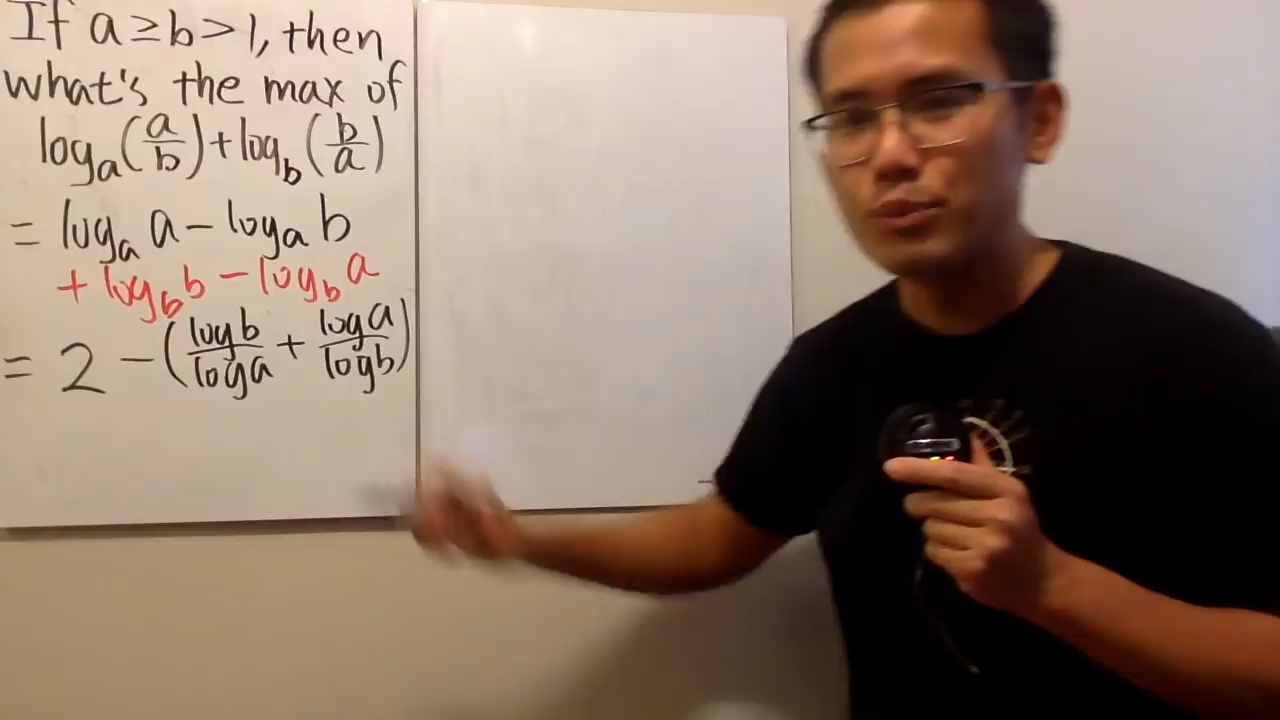 If a ≥ b > 1, then
what's the max of
log_a(a/b) + log_b(b/a)
= log_a a - log_a b
+ log_b b - log_b a
= 2 - (log b/log a + log a/log b)